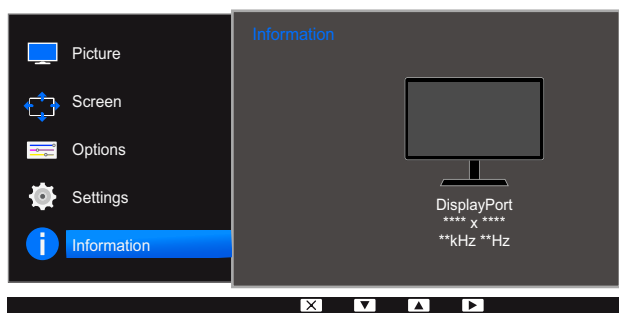 Picture
Screen
Options
Settings
Information
Information
DisplayPort
**** x ****
**kHz **Hz